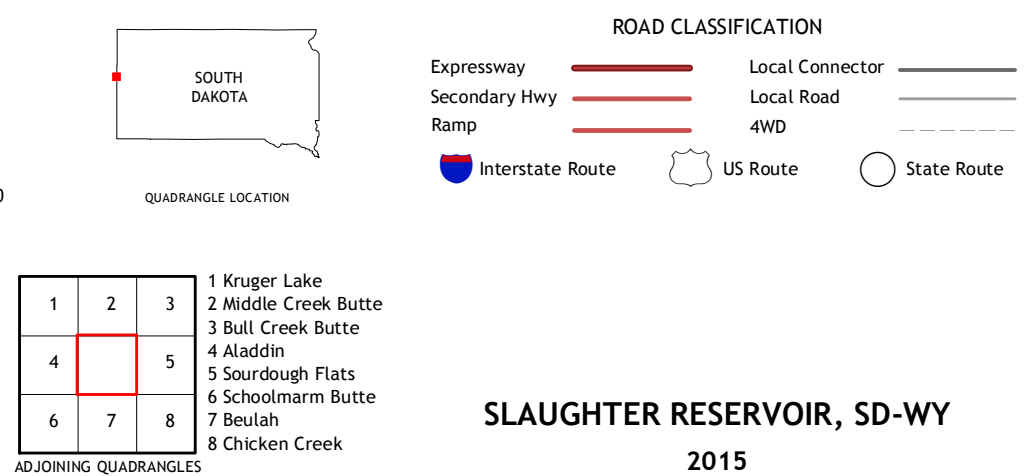 SOUTH
DAKOTA
QUADRANGLE LOCATION
0
ROAD CLASSIFICATION
Expressway
Local Connector
Secondary Hwy
Local Road
Ramp
4WD
Interstate Route
US Route
State Route
1 2 3
4 5
6 7 8
ADJOINING QUADRANGLES
1 Kruger Lake
2 Middle Creek Butte
3 Bull Creek Butte
4 Aladdin
5 Sourdough Flats
6 Schoolmarm Butte
7 Beulah
8 Chicken Creek
SLAUGHTER RESERVOIR, SD-WY
2015